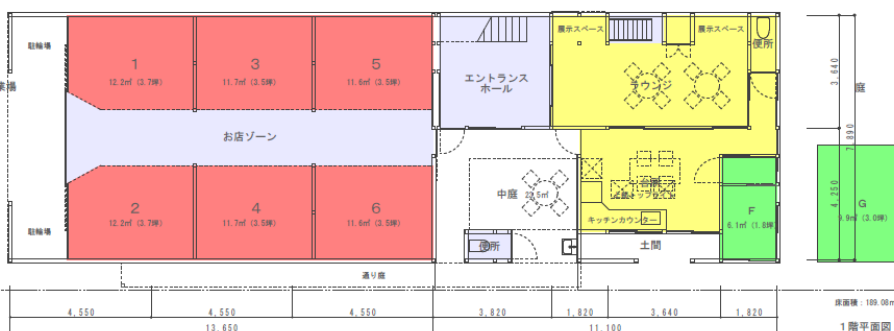 駐輪場
駐輪場
1
12.2㎡ (3.7坪)
3
11.7㎡ (3.5坪)
5
11.6㎡ (3.5坪)
お店ゾーン
2
12.2㎡ (3.7坪)
4
11.7㎡ (3.5坪)
6
11.6㎡ (3.5坪)
エントランス
ホール
展示スペース
展示スペース
便所
ラウンジ
中庭 22.5㎡
キッチンカウンター
便所
土間
F
6.1㎡ (1.8坪)
G
9.9㎡ (3.0坪)
庭
通り庭
3,640
7,890
4,250
4,550
4,550
4,550
3,820
1,820
3,640
1,820
13,650
11,100
床面積：189.08㎡
1階平面図